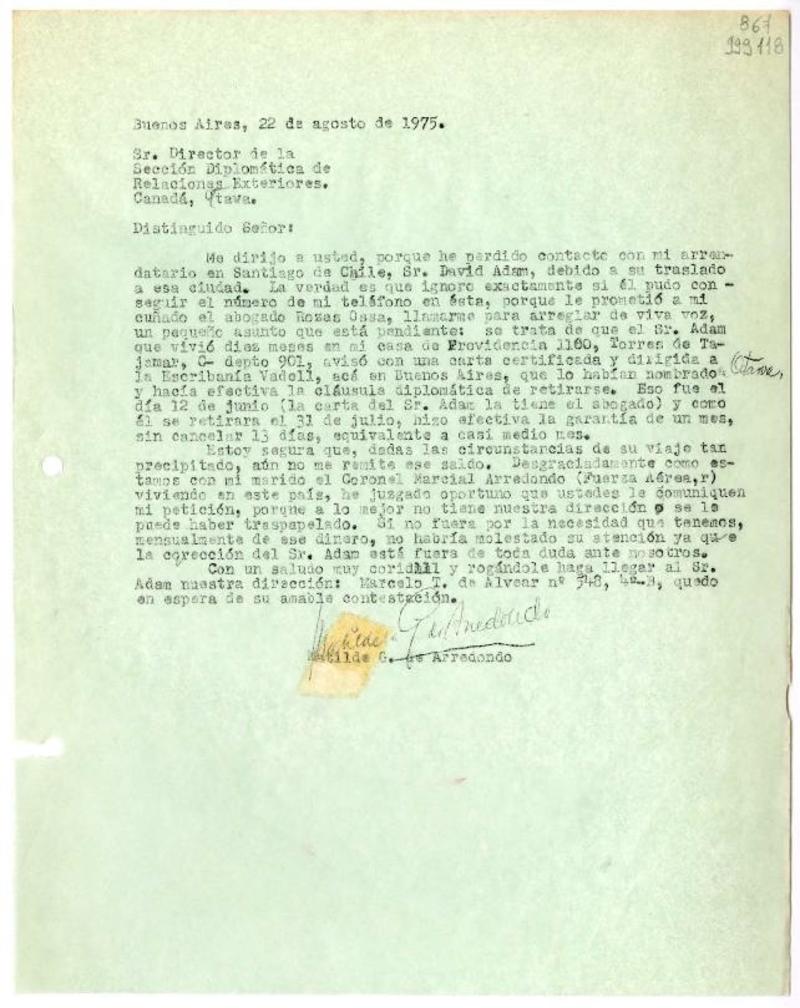 867
999118
Buenos Aires, 22 de agosto de 1975.
Sr. Director de la
Sección Diplomática de
Relaciones Exteriores.
Canadá, Otawa.
Distinguido Señor:
Me dirijo a usted, porque he perdido contacto con mi arren-
datario en Santiago de Chile, Sr. David Adam, debido a su traslado
a esa ciudad. La verdad es que ignoro exactamente si él pudo con -
seguir el número de mi teléfono en ésta, porque le prometió a mi
cuñado el abogado Rozas Ossa, llamarme para arreglar de viva voz,
un pequeño asunto que está pendiente: se trata de que el Sr. Adam
que vivió diez meses en mi casa de Providencia 1100, Torres de Ta-
jamar, C- depto 901, avisó con una carta certificada y dirigida a
la Escribanía Vadell, acá en Buenos Aires, que lo habían nombrado Otawa,
y hacía efectiva la cláusula diplomática de retirarse. Eso fue el
día 12 de junio (la carta del Sr. Adam la tiene el abogado) y como
él se retirara el 31 de julio, hizo efectiva la garantía de un mes,
sin cancelar 13 días, equivalente a casi medio mes.
Estoy segura que, dadas las circunstancias de su viaje tan
precipitado, aún no me remite ese saldo. Desgraciadamente como es-
tamos con mi marido el Coronel Marcial Arredondo (Fuerza Aérea,r)
viviendo en este país, he juzgado oportuno que ustedes le comuniquen
mi petición, porque a lo mejor no tiene nuestra dirección o se le
puede haber traspapelado. Si no fuera por la necesidad que tenemos,
mensualmente de ese dinero, no habría molestado su atención ya que
la corección del Sr. Adam está fuera de toda duda ante nosotros.
Con un saludo muy coridlll y rogándole haga llegar al Sr.
Adam nuestra dirección: Marcelo T. de Alvear nº 548, 4º-B, quedo
en espera de su amable contestación.
Matilde G. de Arredondo
Matilde G. de Arredondo